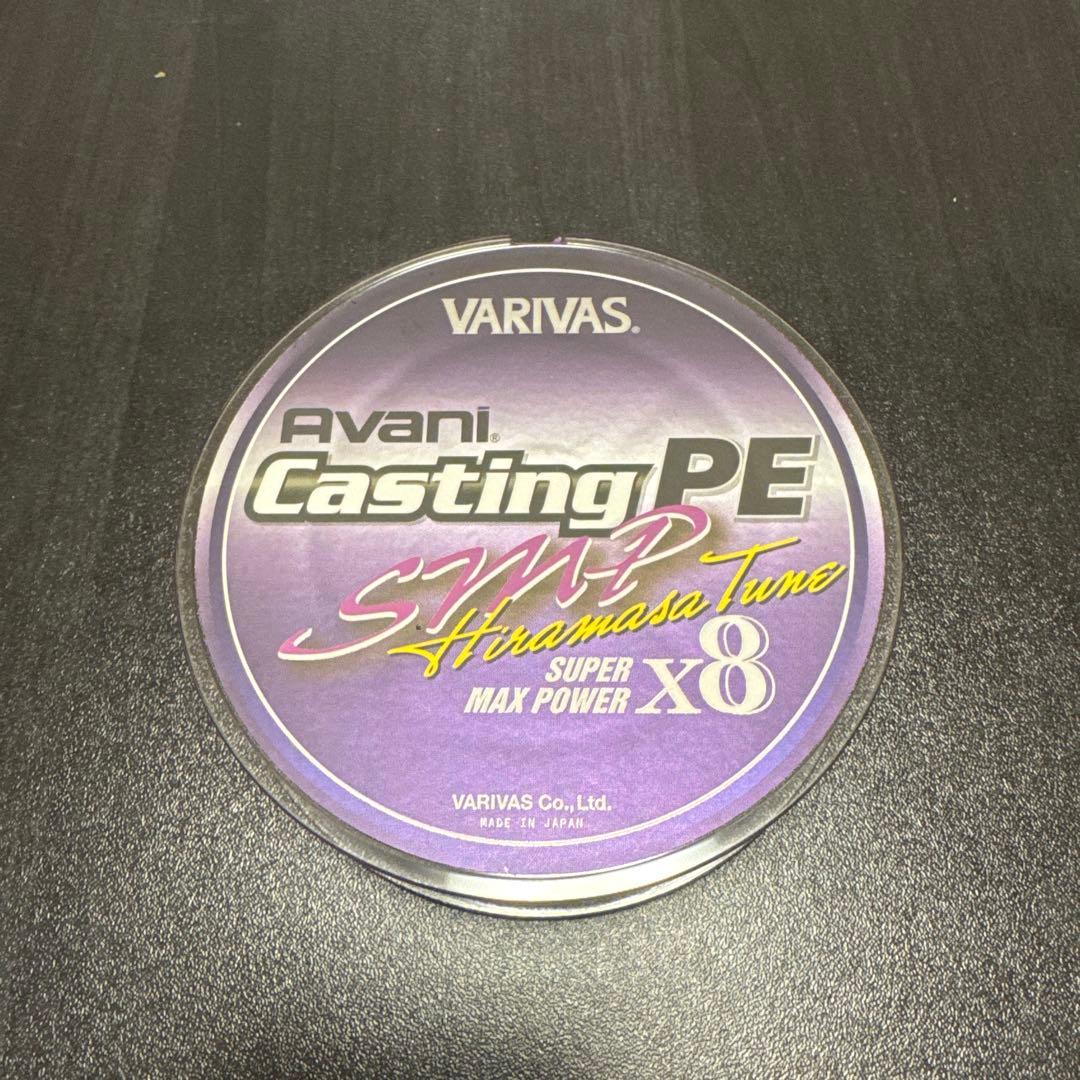 VARIVAS®
Avani®
Casting PE
SMP
Hiramasa Tune
SUPER
MAX POWER x8
VARIVAS Co.,Ltd.
MADE IN JAPAN